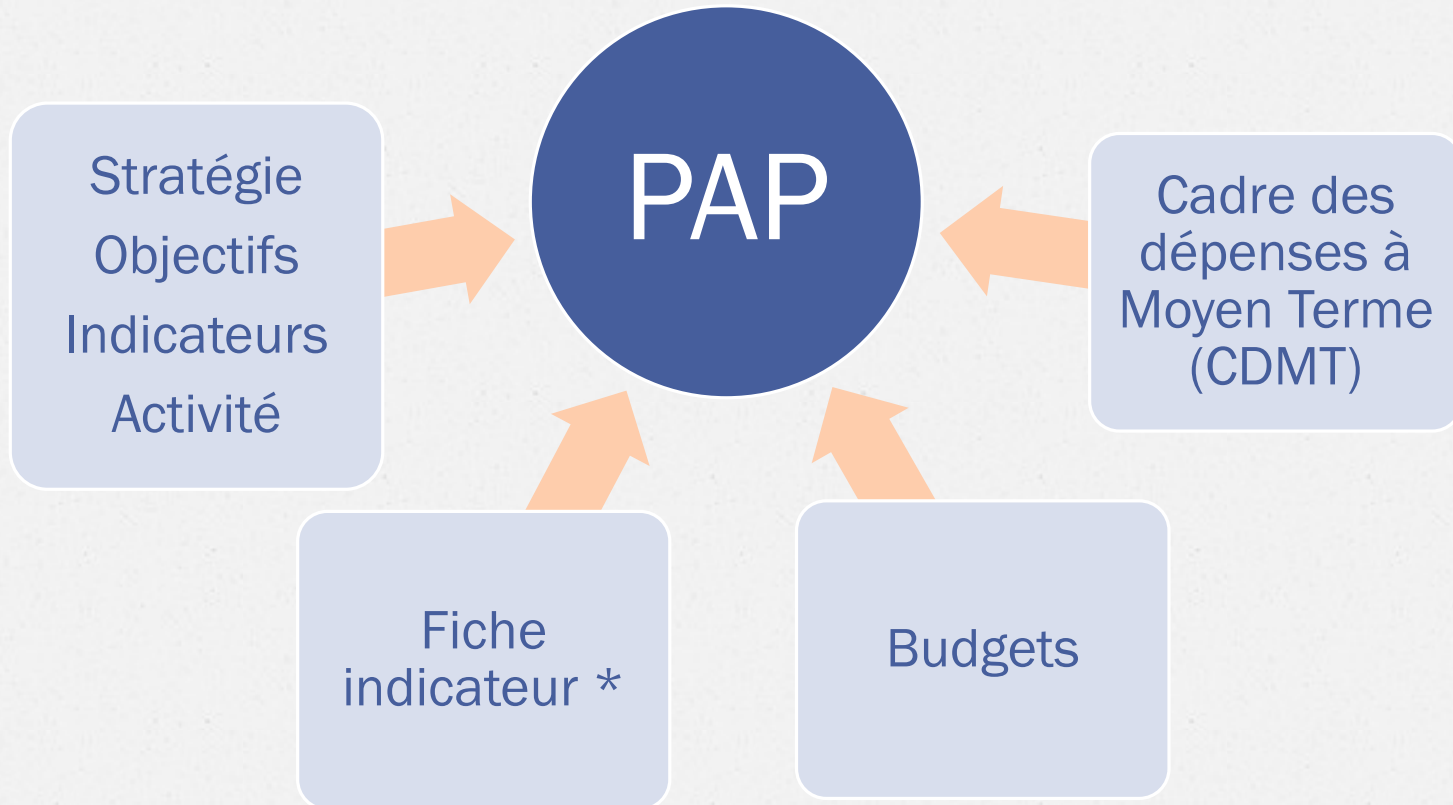 PAP
Stratégie
Objectifs
Indicateurs
Activité
Cadre des
dépenses à
Moyen Terme
(CDMT)
Fiche
indicateur *
Budgets